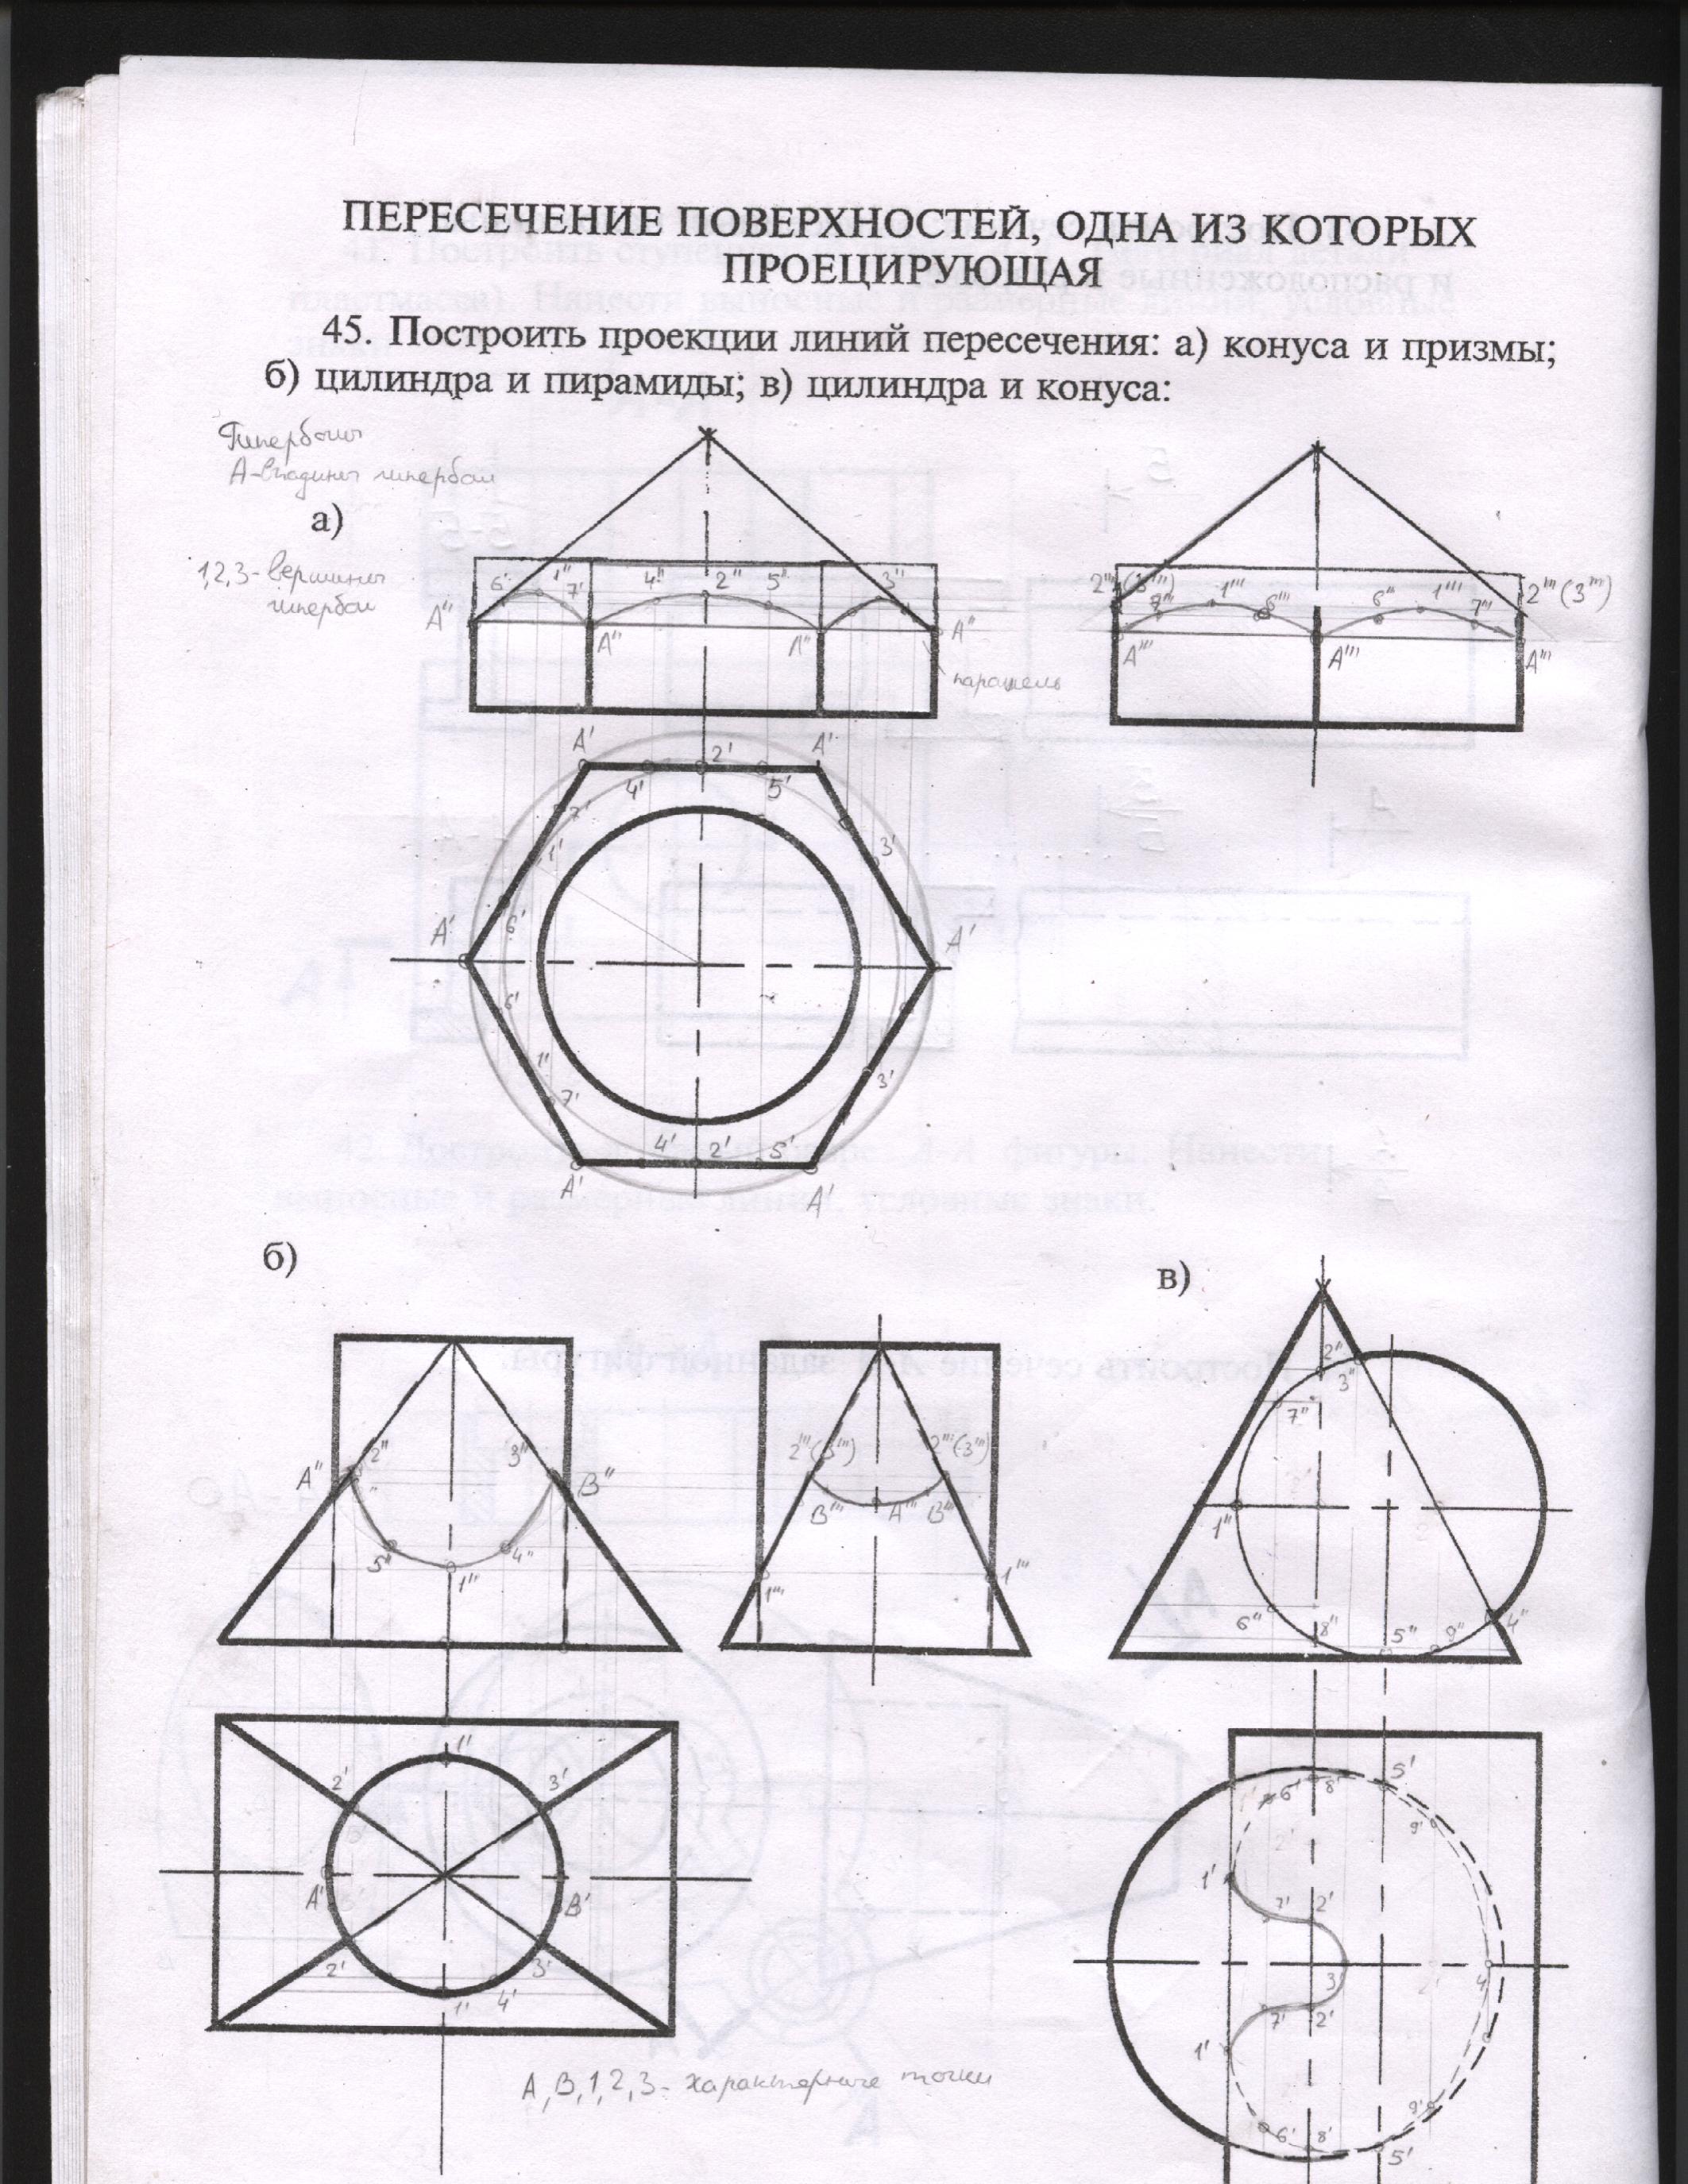 ПЕРЕСЕЧЕНИЕ ПОВЕРХНОСТЕЙ, ОДНА ИЗ КОТОРЫХ
ПРОЕЦИРУЮЩАЯ
45. Построить проекции линий пересечения: а) конуса и призмы;
б) цилиндра и пирамиды; в) цилиндра и конуса:
Гиперболы
А-впадины гипербол
а)
1,2,3-вершины
гипербол
6" 1" 7" 4" 2" 5" 3"
A" A" A" A"
параллель
2"'(3"') 7"' 1"' 6"' 6"' 1"' 7"' 2"'(3"')
A"' A"' A"'
A' 2' A'
4' 5'
7'
1' 3'
6'
A' A'
6'
1' 3'
7'
4' 2' 5'
A' A'
б)
в)
A" 2" 3" B"
5" 4"
1"
2"'(3"') 2"'(3"')
B"' A"' B"'
1"' 1"'
2"
3"
7"
1"
6" 8" 5" 9" 4"
1'
2' 3'
A' B'
2' 3'
1' 4'
6' 8' 5'
9'
1'
7' 2'
3 4
7' 2'
1'
9'
6' 8' 5'
A, B, 1, 2, 3 - характерные точки